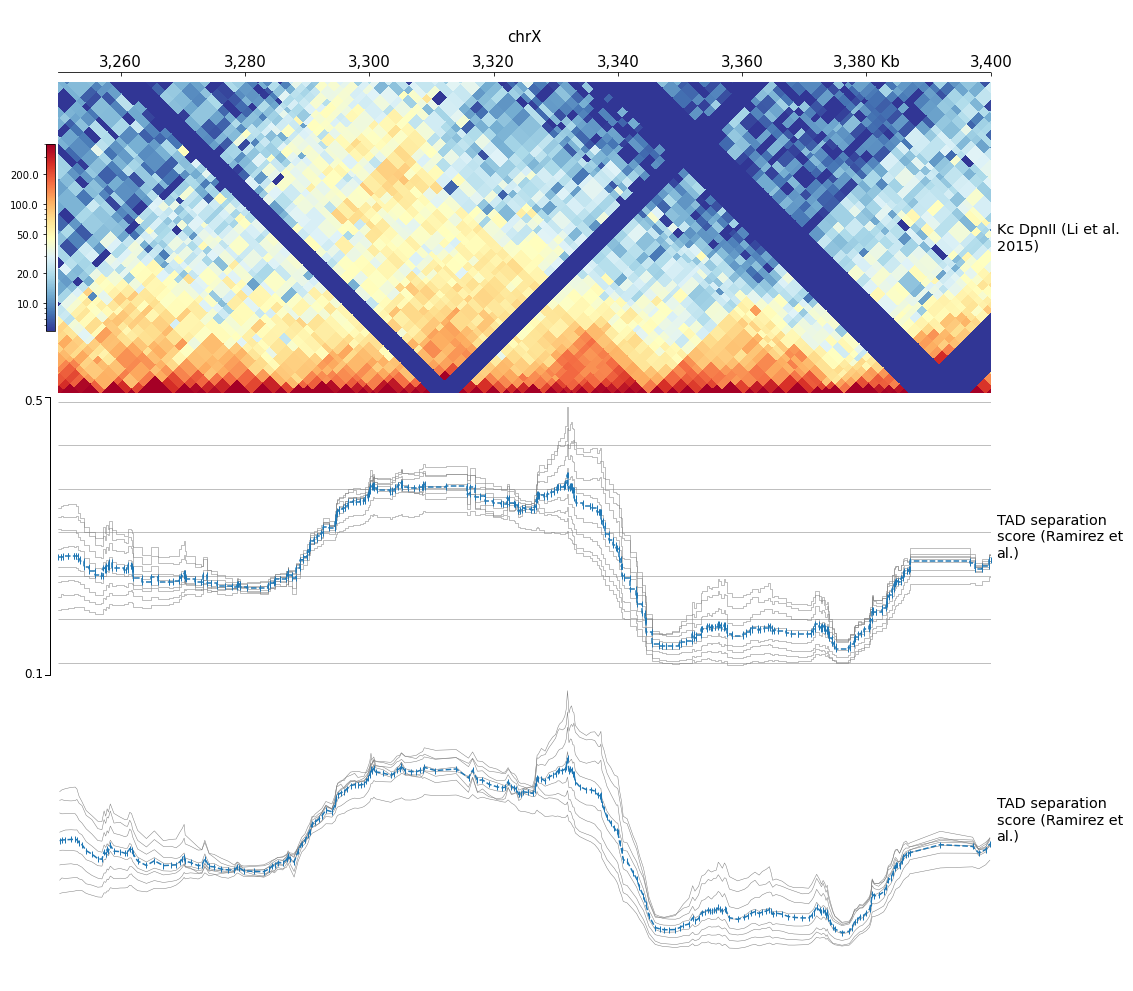 chrX
3,260 3,280 3,300 3,320 3,340 3,360 3,380 Kb 3,400
200.0
100.0
50.0
20.0
10.0
Kc DpnII (Li et al.
2015)
0.5
0.1
TAD separation
score (Ramirez et
al.)
TAD separation
score (Ramirez et
al.)